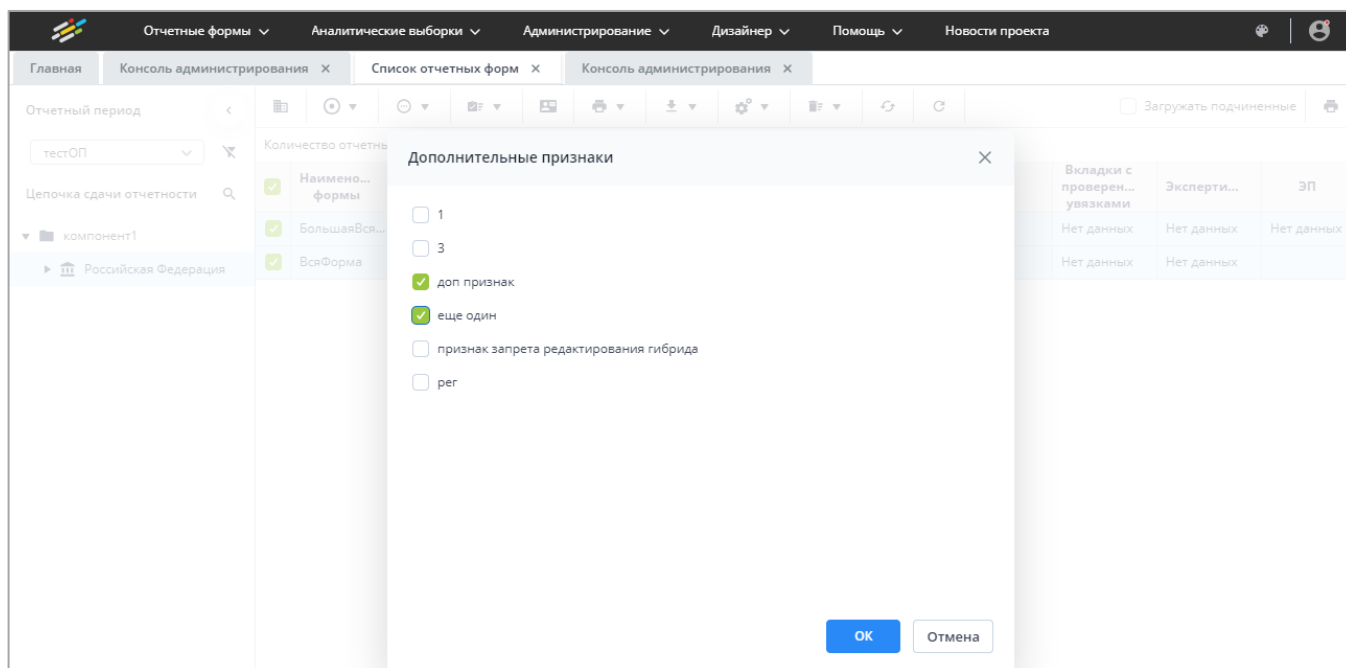 Отчетные формы
Аналитические выборки
Администрирование
Дизайнер
Помощь
Новости проекта
Главная
Консоль администрирования ×
Список отчетных форм ×
Консоль администрирования ×
Отчетный период
Загружать подчиненные
тестОП
Цепочка сдачи отчетности
компонент1
Российская Федерация
Количество отчетны
Наимено...
формы
Вкладки с
проверен...
увязками
Эксперти...
ЭП
БольшаяВся...
Нет данных
Нет данных
Нет данных
ВсяФорма
Нет данных
Нет данных
Дополнительные признаки
1
3
доп признак
еще один
признак запрета редактирования гибрида
рег
ОК
Отмена